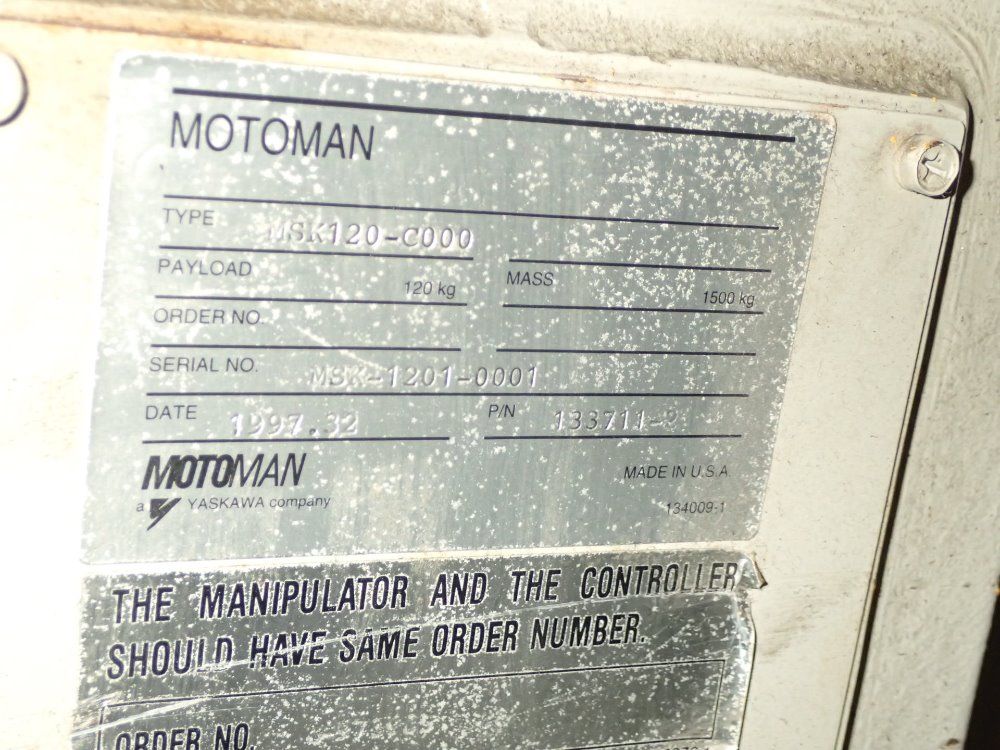 MOTOMAN
TYPE MSK120-C000
PAYLOAD 120 kg MASS 1500 kg
ORDER NO.
SERIAL NO. MSK-1201-0001
DATE 1997.32 P/N 133711-
MOTOMAN MADE IN U.S.A.
a YASKAWA company 134009-1
THE MANIPULATOR AND THE CONTROLLER
SHOULD HAVE SAME ORDER NUMBER.
ORDER NO.